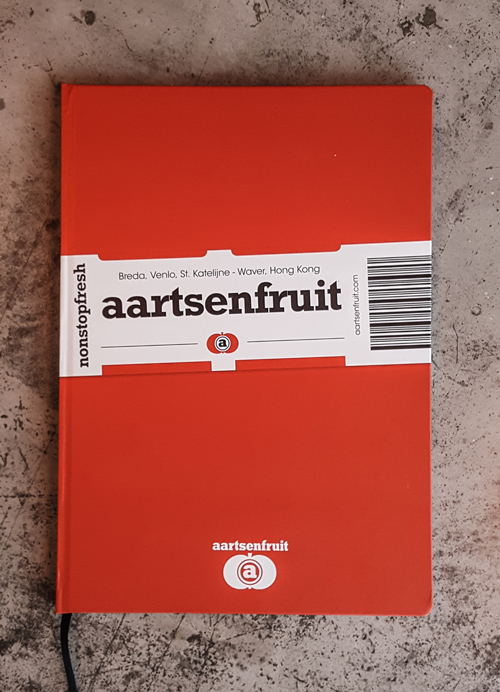 nonstopfresh
Breda, Venlo, St. Katelijne - Waver, Hong Kong
aartsenfruit
a
aartsenfruit.com
aartsenfruit
a